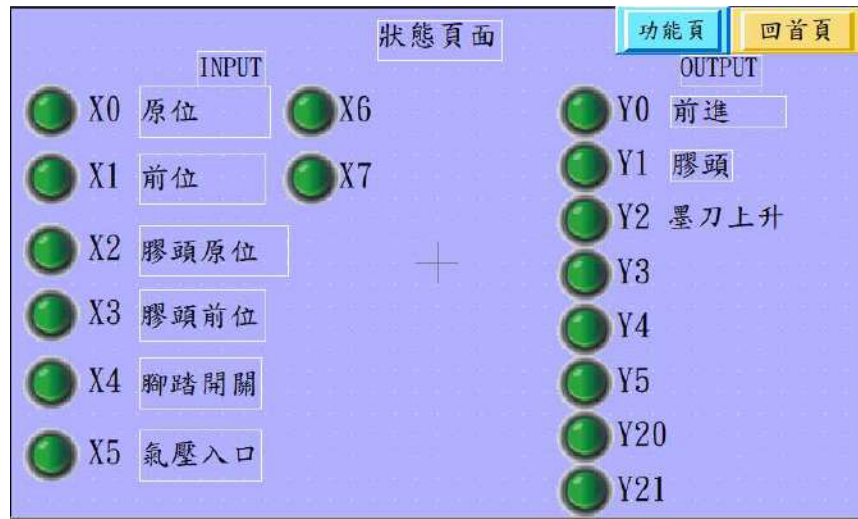 狀態頁面
功能頁
回首頁
INPUT
X0 原位
X1 前位
X2 膠頭原位
X3 膠頭前位
X4 腳踏開關
X5 氣壓入口
X6
X7
OUTPUT
Y0 前進
Y1 膠頭
Y2 墨刀上升
Y3
Y4
Y5
Y20
Y21